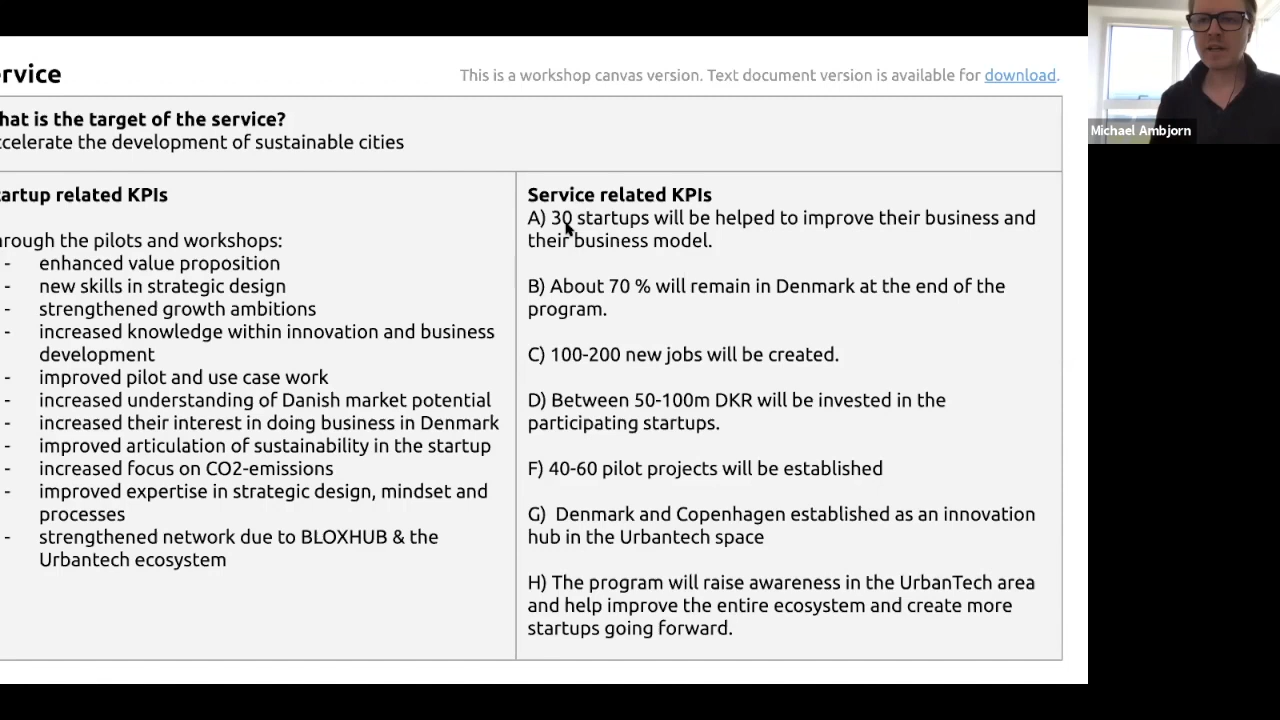 rvice
This is a workshop canvas version. Text document version is available for download.
hat is the target of the service?
celerate the development of sustainable cities
artup related KPIs
rough the pilots and workshops:
- enhanced value proposition
- new skills in strategic design
- strengthened growth ambitions
- increased knowledge within innovation and business
development
- improved pilot and use case work
- increased understanding of Danish market potential
- increased their interest in doing business in Denmark
- improved articulation of sustainability in the startup
- increased focus on CO2-emissions
- improved expertise in strategic design, mindset and
processes
- strengthened network due to BLOXHUB & the
Urbantech ecosystem
Service related KPIs
A) 30 startups will be helped to improve their business and
their business model.
B) About 70 % will remain in Denmark at the end of the
program.
C) 100-200 new jobs will be created.
D) Between 50-100m DKR will be invested in the
participating startups.
F) 40-60 pilot projects will be established
G) Denmark and Copenhagen established as an innovation
hub in the Urbantech space
H) The program will raise awareness in the UrbanTech area
and help improve the entire ecosystem and create more
startups going forward.
Michael Ambjorn